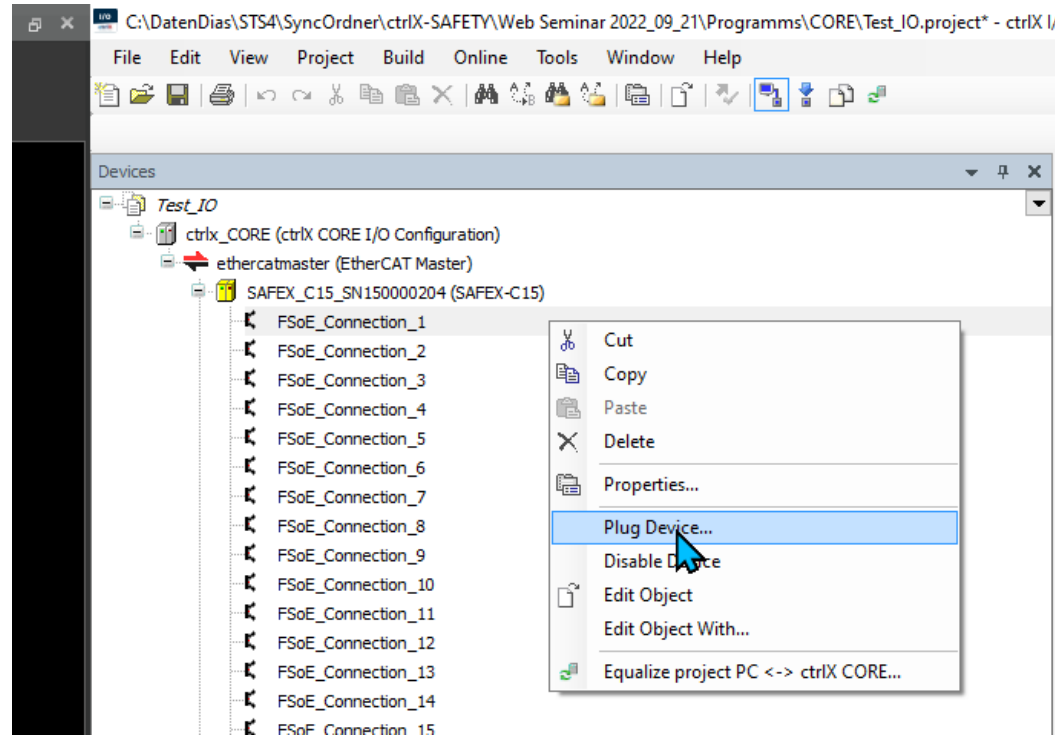 C:\DatenDias\STS4\SyncOrdner\ctrlX-SAFETY\Web Seminar 2022_09_21\Programms\CORE\Test_IO.project* - ctrlX I/
File Edit View Project Build Online Tools Window Help
Devices
Test_IO
ctrlx_CORE (ctrlX CORE I/O Configuration)
ethercatmaster (EtherCAT Master)
SAFEX_C15_SN150000204 (SAFEX-C15)
FSoE_Connection_1
FSoE_Connection_2
FSoE_Connection_3
FSoE_Connection_4
FSoE_Connection_5
FSoE_Connection_6
FSoE_Connection_7
FSoE_Connection_8
FSoE_Connection_9
FSoE_Connection_10
FSoE_Connection_11
FSoE_Connection_12
FSoE_Connection_13
FSoE_Connection_14
FSoE_Connection_15
Cut
Copy
Paste
Delete
Properties...
Plug Device...
Disable Device
Edit Object
Edit Object With...
Equalize project PC <-> ctrlX CORE...